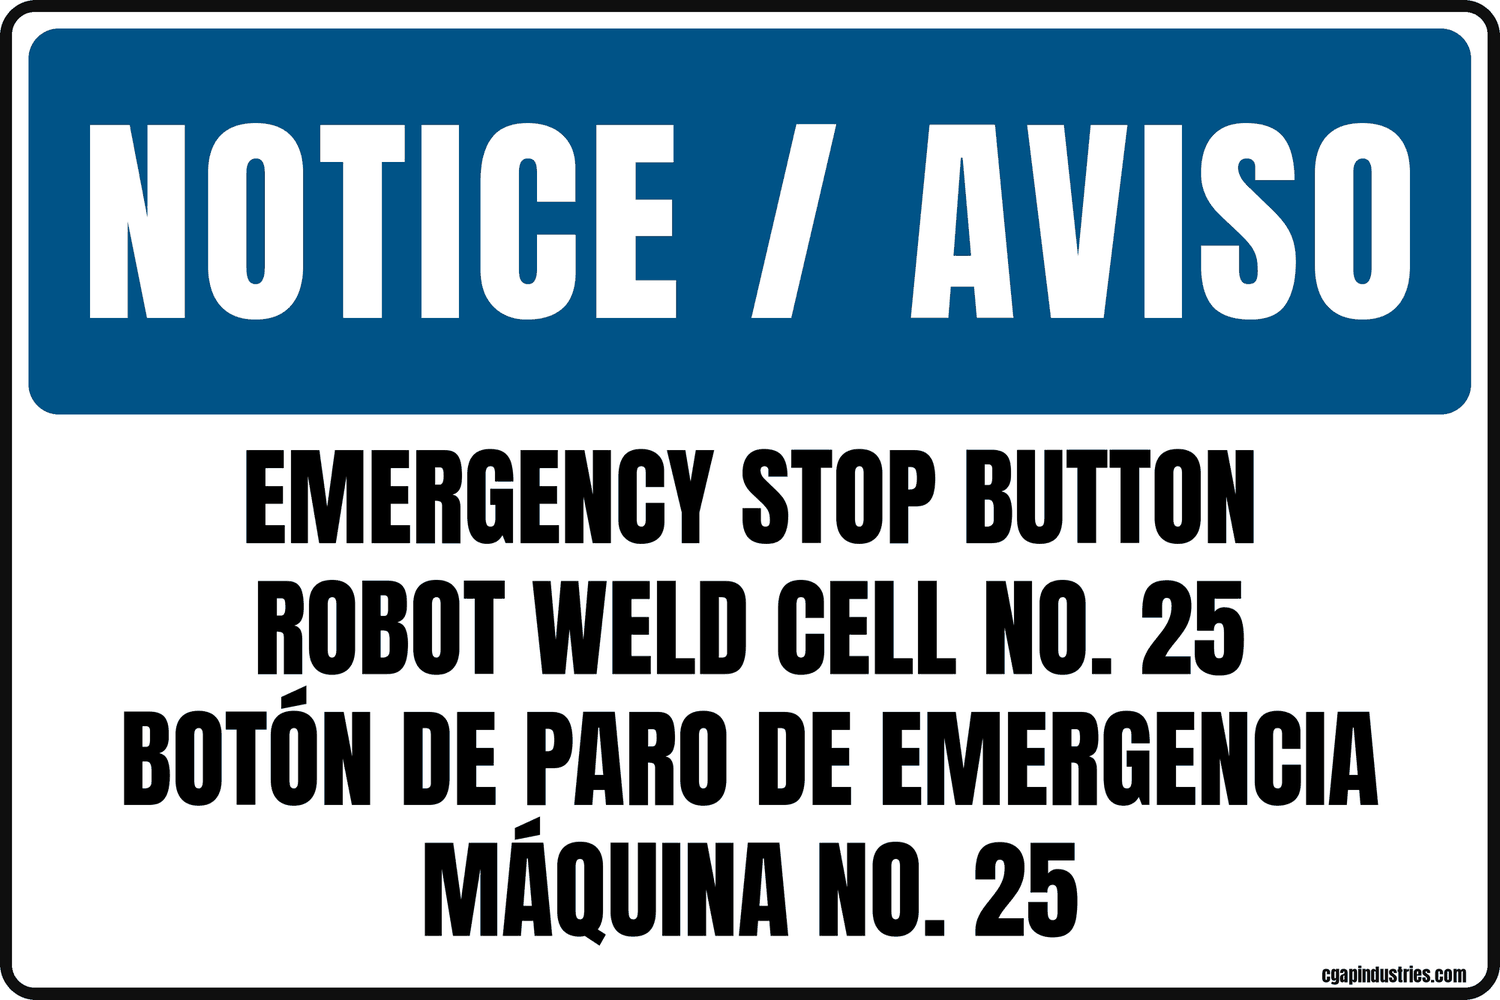 NOTICE / AVISO
EMERGENCY STOP BUTTON
ROBOT WELD CELL NO. 25
BOTÓN DE PARO DE EMERGENCIA
MÁQUINA NO. 25
cgapindustries.com